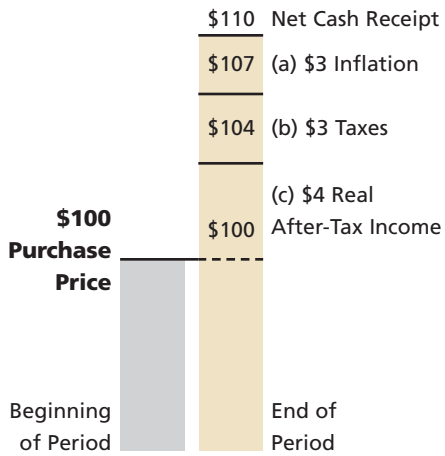 $110 Net Cash Receipt
$107 (a) $3 Inflation
$104 (b) $3 Taxes
(c) $4 Real
$100 After-Tax Income
$100
Purchase
Price
Beginning
of Period
End of
Period